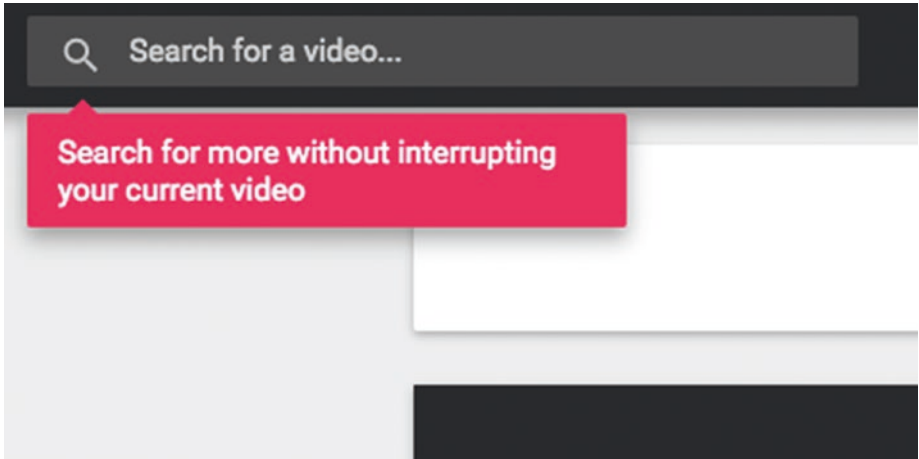 Search for a video...
Search for more without interrupting
your current video